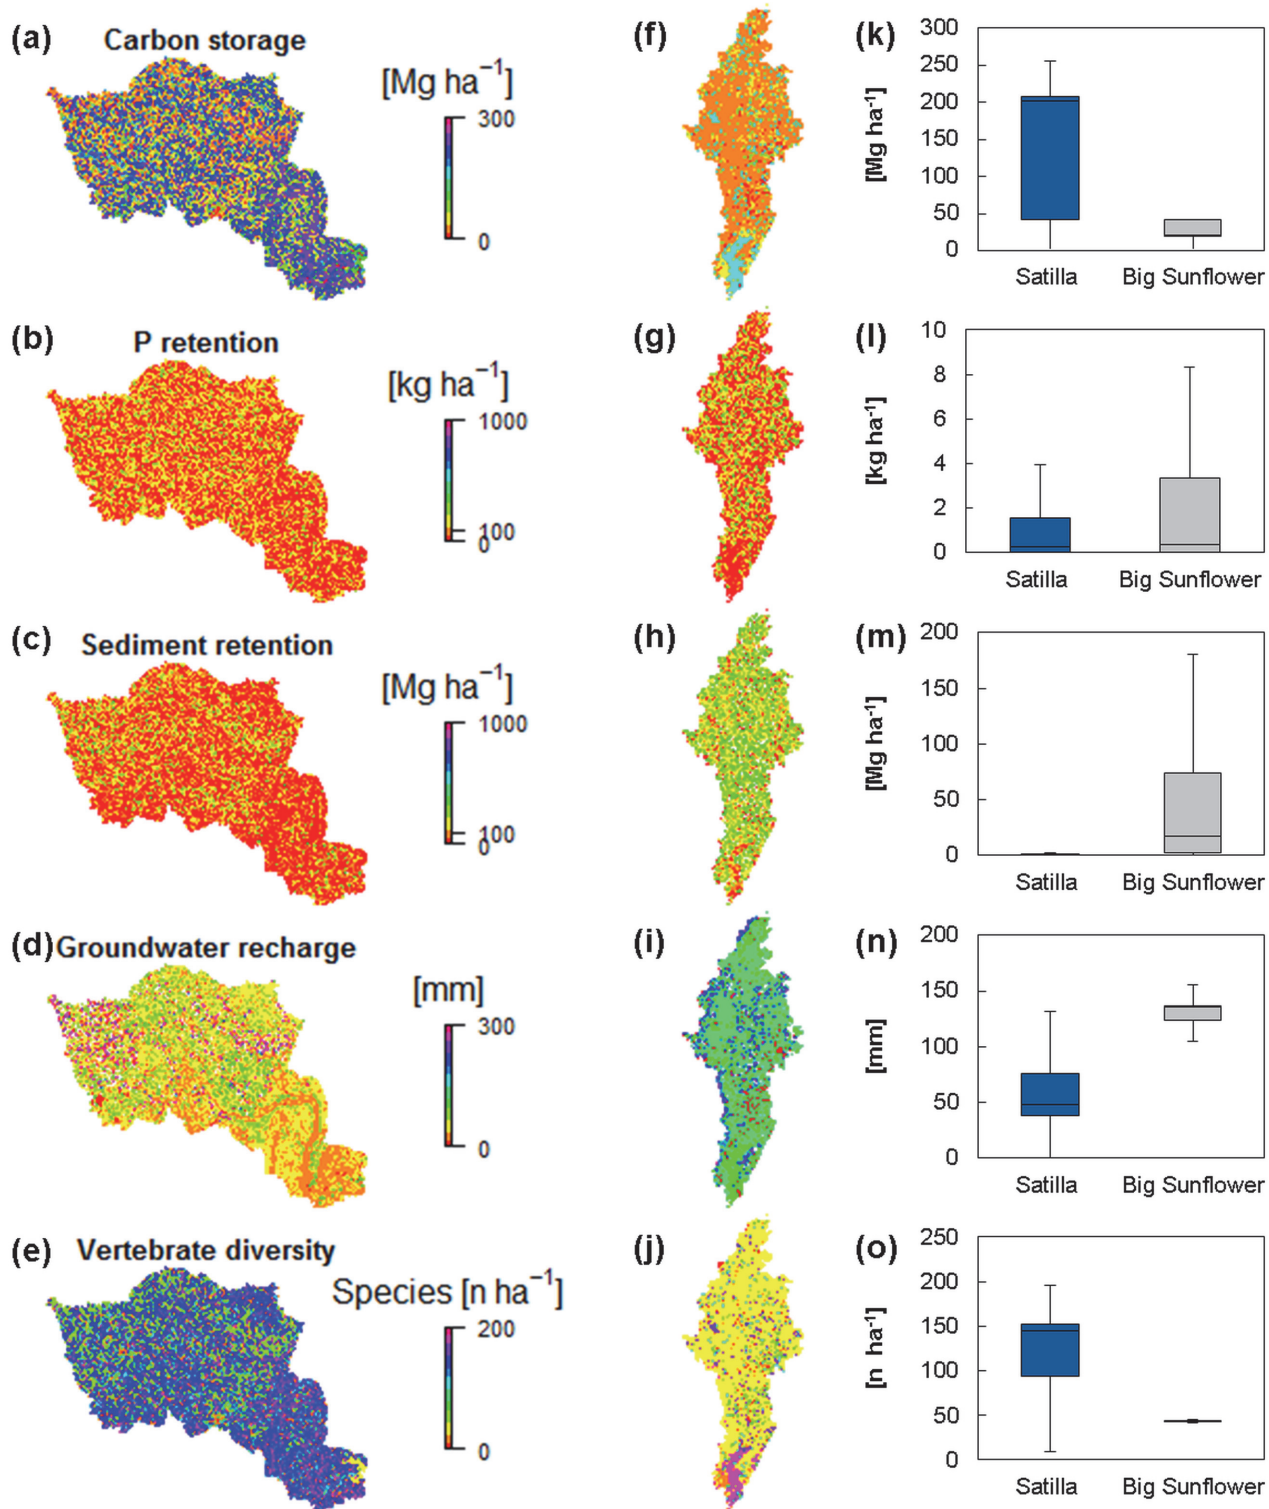 (a) Carbon storage
[Mg ha⁻¹]
300
0
(f)
(k)
[Mg ha⁻¹]
300
250
200
150
100
50
0
Satilla Big Sunflower
(b) P retention
[kg ha⁻¹]
1000
100
0
(g)
(l)
[kg ha⁻¹]
10
8
6
4
2
0
Satilla Big Sunflower
(c) Sediment retention
[Mg ha⁻¹]
1000
100
0
(h)
(m)
[Mg ha⁻¹]
200
150
100
50
0
Satilla Big Sunflower
(d) Groundwater recharge
[mm]
300
0
(i)
(n)
[mm]
200
150
100
50
0
Satilla Big Sunflower
(e) Vertebrate diversity
Species [n ha⁻¹]
200
0
(j)
(o)
[n ha⁻¹]
250
200
150
100
50
0
Satilla Big Sunflower